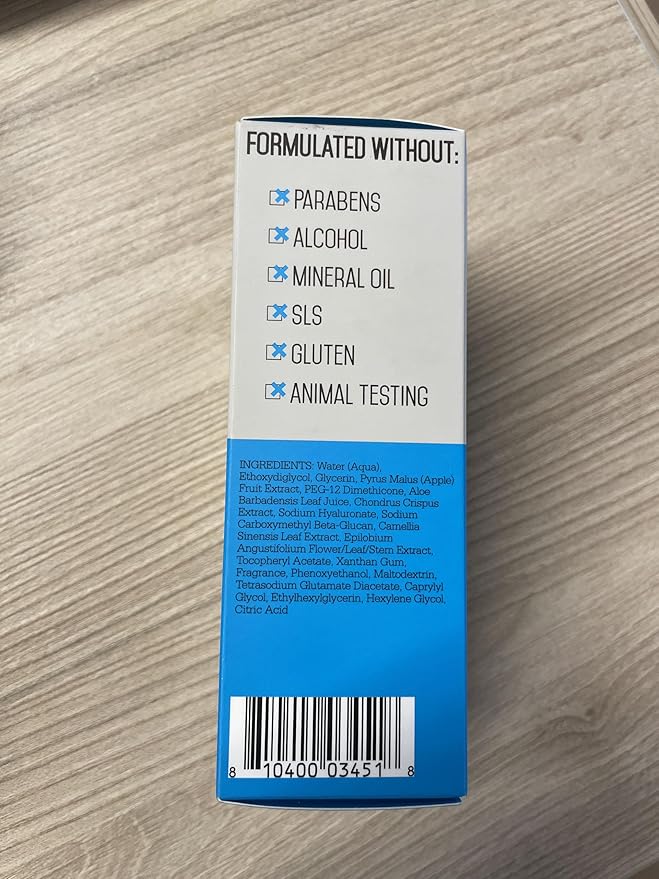 FORMULATED WITHOUT:
PARABENS
ALCOHOL
MINERAL OIL
SLS
GLUTEN
ANIMAL TESTING
INGREDIENTS: Water (Aqua),
Ethoxydiglycol, Glycerin, Pyrus Malus (Apple)
Fruit Extract, PEG-12 Dimethicone, Aloe
Barbadensis Leaf Juice, Chondrus Crispus
Extract, Sodium Hyaluronate, Sodium
Carboxymethyl Beta-Glucan, Camellia
Sinensis Leaf Extract, Epilobium
Angustifolium Flower/Leaf/Stem Extract,
Tocopheryl Acetate, Xanthan Gum,
Fragrance, Phenoxyethanol, Maltodextrin,
Tetrasodium Glutamate Diacetate, Caprylyl
Glycol, Ethylhexylglycerin, Hexylene Glycol,
Citric Acid
8 10400 03451 8